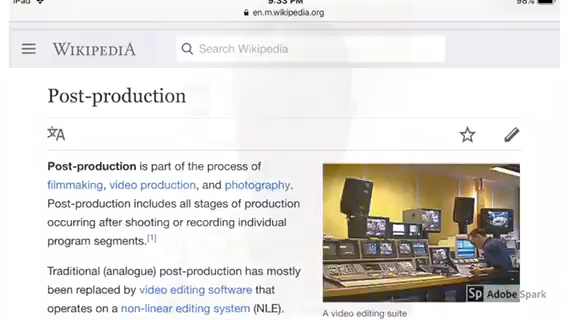 iPad 9:33 PM 98%
en.m.wikipedia.org
WIKIPEDIA Search Wikipedia
Post-production
Post-production is part of the process of
filmmaking, video production, and photography.
Post-production includes all stages of production
occurring after shooting or recording individual
program segments.[1]
Traditional (analogue) post-production has mostly
been replaced by video editing software that
operates on a non-linear editing system (NLE).
Sp Adobe Spark
A video editing suite